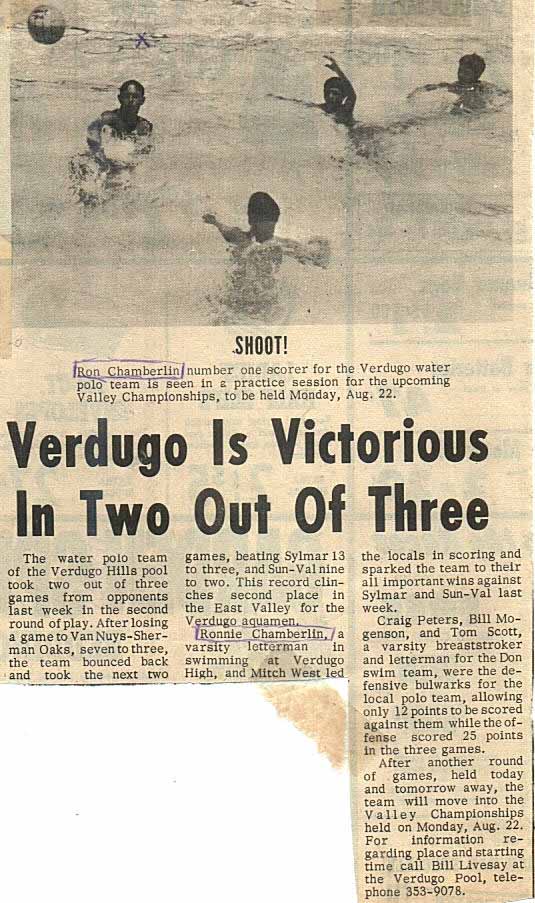 SHOOT!
Ron Chamberlin number one scorer for the Verdugo water
polo team is seen in a practice session for the upcoming
Valley Championships, to be held Monday, Aug. 22.
Verdugo Is Victorious
In Two Out Of Three
The water polo team
of the Verdugo Hills pool
took two out of three
games from opponents
last week in the second
round of play. After losing
a game to Van Nuys-Sher-
man Oaks, seven to three,
the team bounced back
and took the next two
games, beating Sylmar 13
to three, and Sun-Val nine
to two. This record clin-
ches second place in
the East Valley for the
Verdugo aquamen.
Ronnie Chamberlin, a
varsity letterman in
swimming at Verdugo
High, and Mitch West led
the locals in scoring and
sparked the team to their
all important wins against
Sylmar and Sun-Val last
week.
Craig Peters, Bill Mo-
genson, and Tom Scott,
a varsity breaststroker
and letterman for the Don
swim team, were the de-
fensive bulwarks for the
local polo team, allowing
only 12 points to be scored
against them while the of-
fense scored 25 points
in the three games.
After another round
of games, held today
and tomorrow away, the
team will move into the
Valley Championships
held on Monday, Aug. 22.
For information re-
garding place and starting
time call Bill Livesay at
the Verdugo Pool, tele-
phone 353-9078.